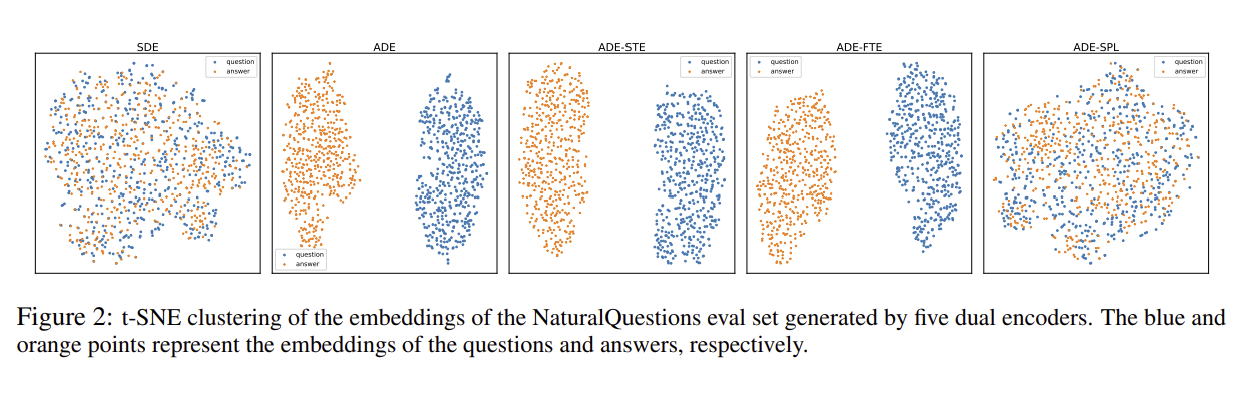 SDE
question
answer
ADE
question
answer
ADE-STE
question
answer
ADE-FTE
question
answer
ADE-SPL
question
answer
Figure 2: t-SNE clustering of the embeddings of the NaturalQuestions eval set generated by five dual encoders. The blue and
orange points represent the embeddings of the questions and answers, respectively.